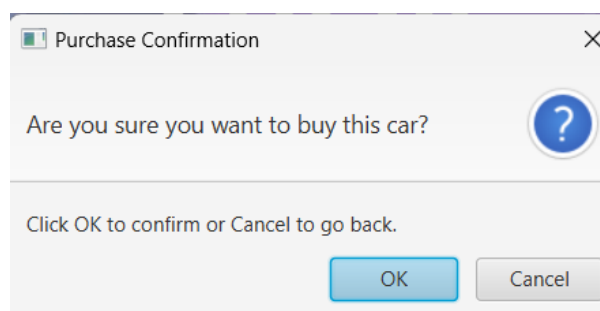 Purchase Confirmation
Are you sure you want to buy this car?
?
Click OK to confirm or Cancel to go back.
OK Cancel